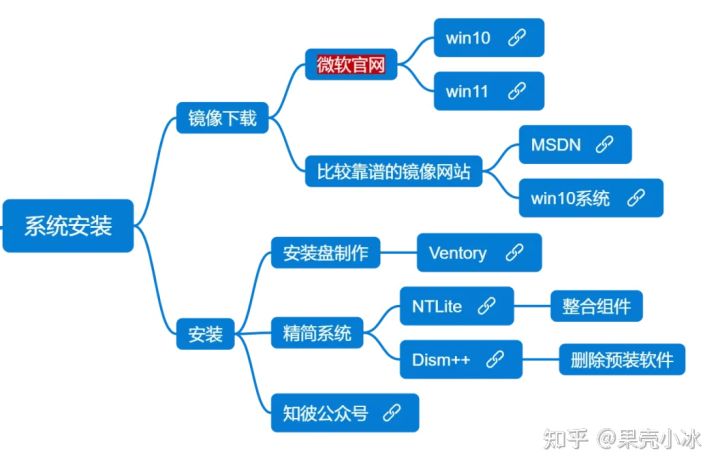 系统安装
镜像下载
微软官网
win10
win11
比较靠谱的镜像网站
MSDN
win10系统
安装
安装盘制作
Ventory
精简系统
NTLite
整合组件
Dism++
删除预装软件
知彼公众号
知乎 @果壳小冰